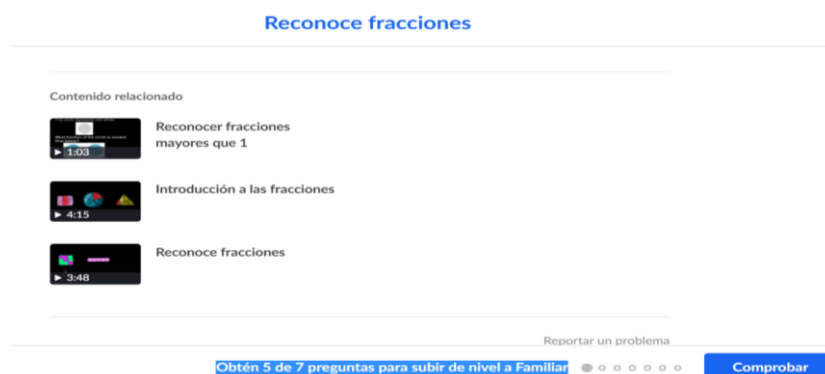 Reconoce fracciones
Contenido relacionado
1:03
Reconocer fracciones
mayores que 1
4:15
Introducción a las fracciones
3:48
Reconoce fracciones
Reportar un problema
Obtén 5 de 7 preguntas para subir de nivel a Familiar
Comprobar